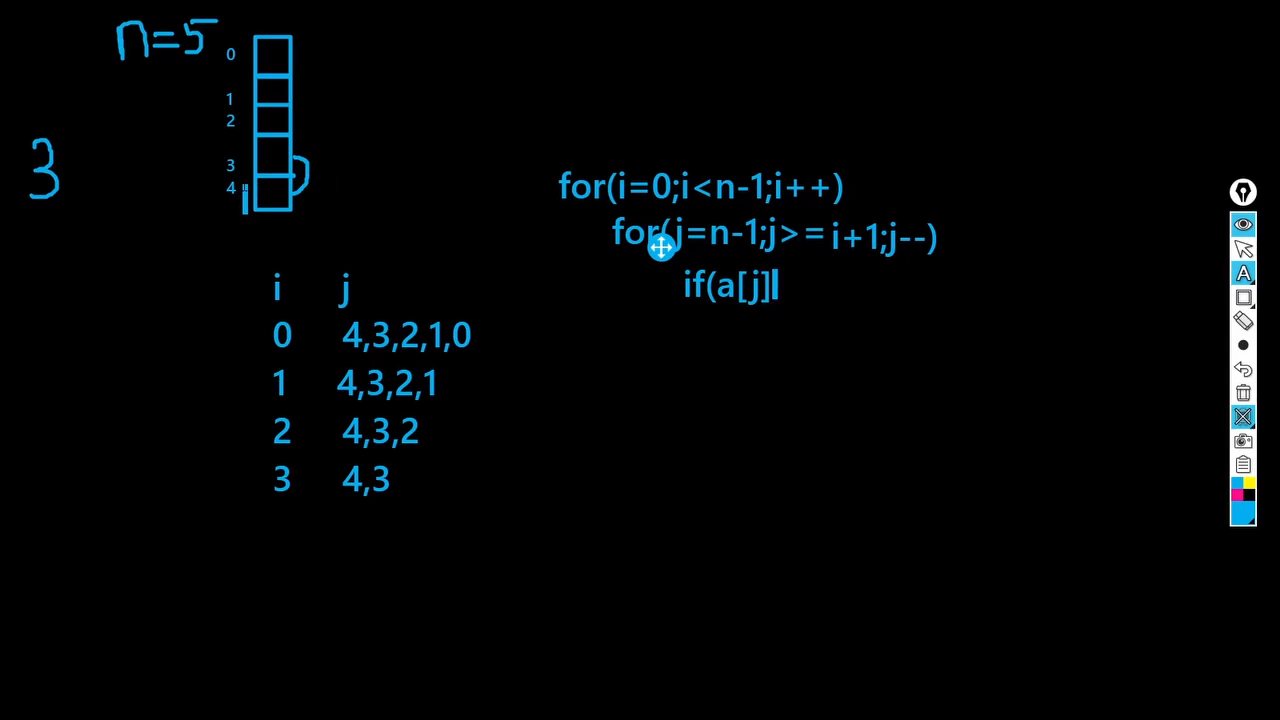 n=5
0
1
2
3
4
3
for(i=0;i<n-1;i++)
for(j=n-1;j>= i+1;j--)
if(a[j]
i j
0 4,3,2,1,0
1 4,3,2,1
2 4,3,2
3 4,3